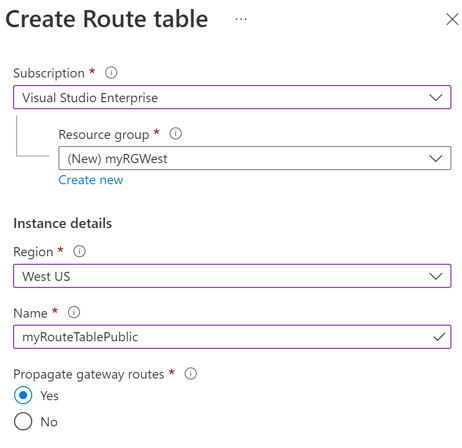 Create Route table ...
Subscription *
Visual Studio Enterprise
Resource group *
(New) myRGWest
Create new
Instance details
Region *
West US
Name *
myRouteTablePublic
Propagate gateway routes *
Yes
No